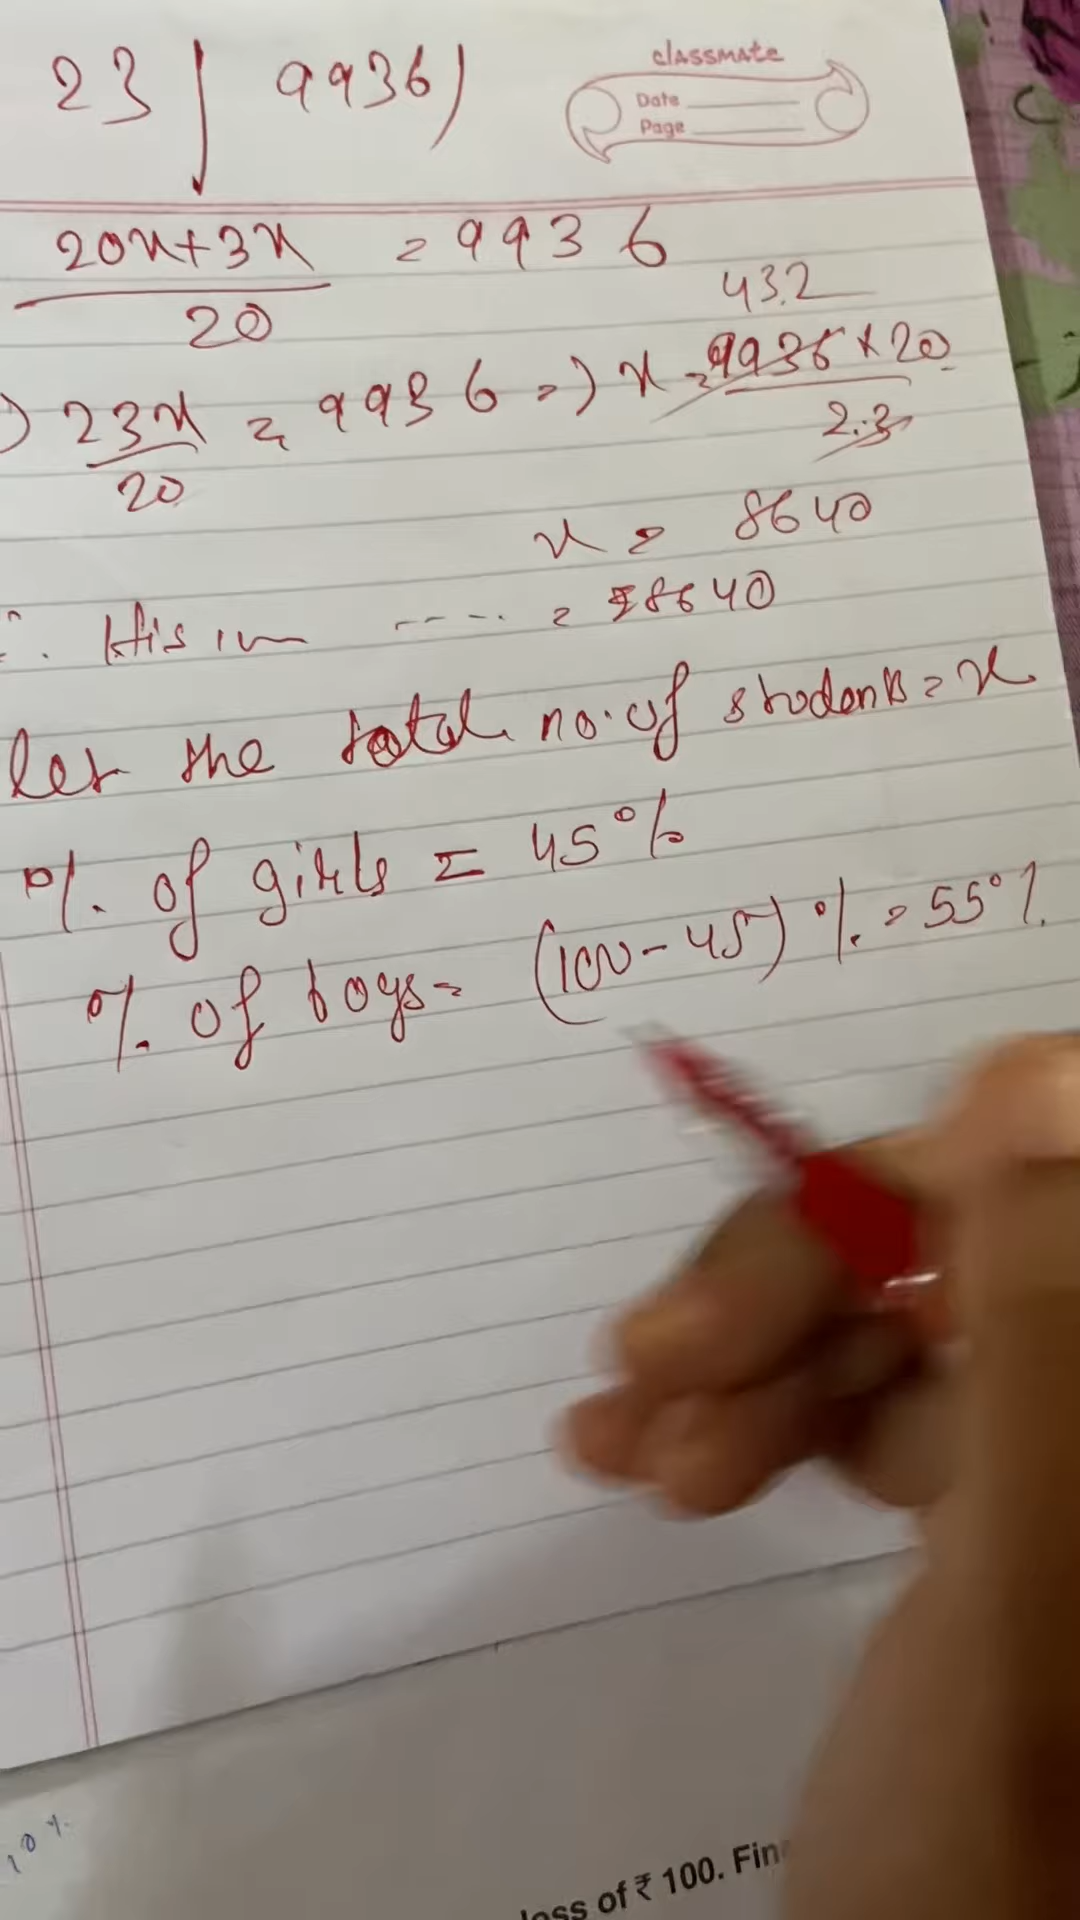 23 ) 9936 )
classmate
Date
Page
20x+3x = 9936
20
432
23x = 9936 => x = 9936 × 20
20
23
x = 8640
∴ His in ---- = ₹8640
let the total no. of students = x
% of girls = 45%
% of boys = (100-45) % = 55%
10%
loss of ₹ 100. Fin